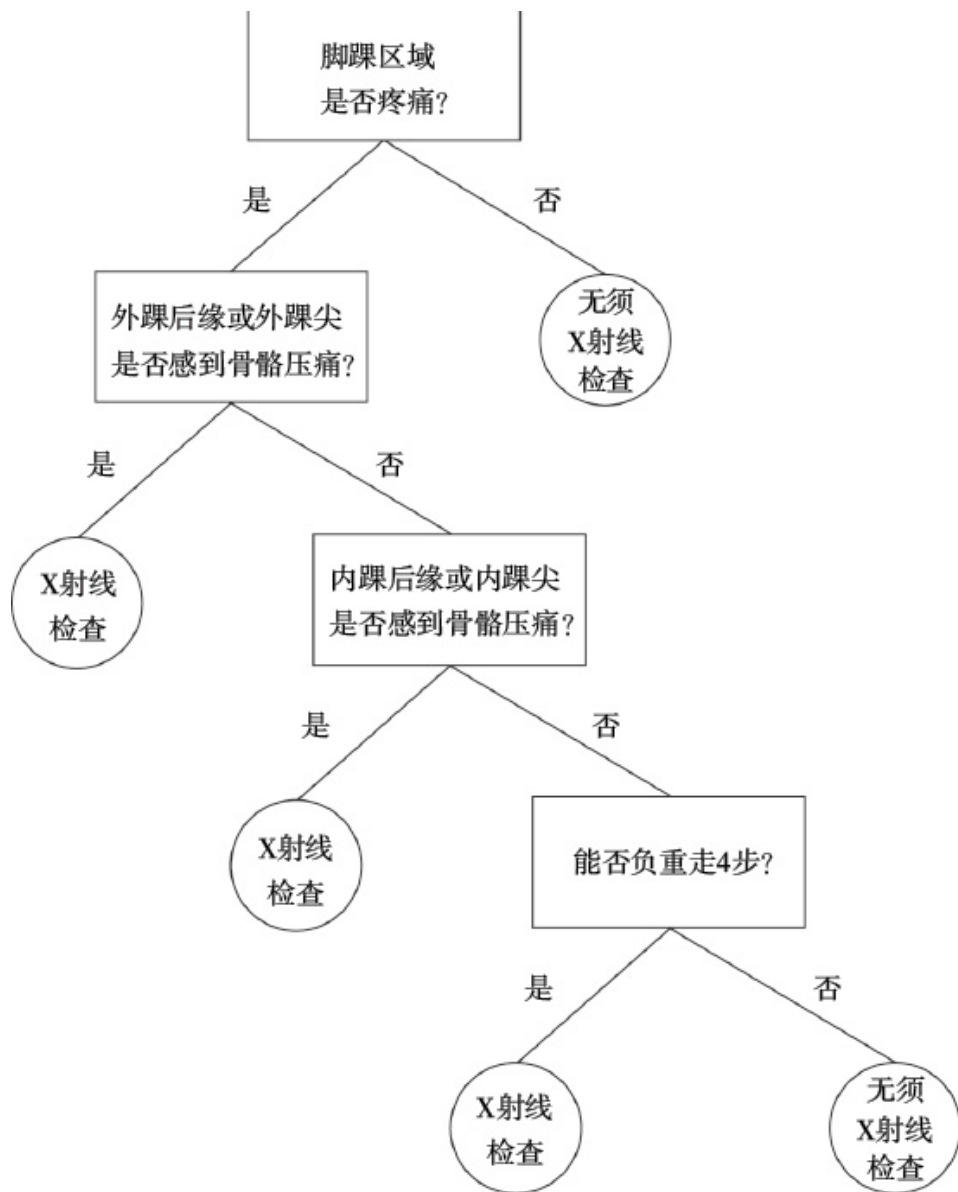 脚踝区域
是否疼痛?
是
否
外踝后缘或外踝尖
是否感到骨骼压痛?
无须
X射线
检查
是
否
X射线
检查
内踝后缘或内踝尖
是否感到骨骼压痛?
是
否
X射线
检查
能否负重走4步?
是
否
X射线
检查
无须
X射线
检查